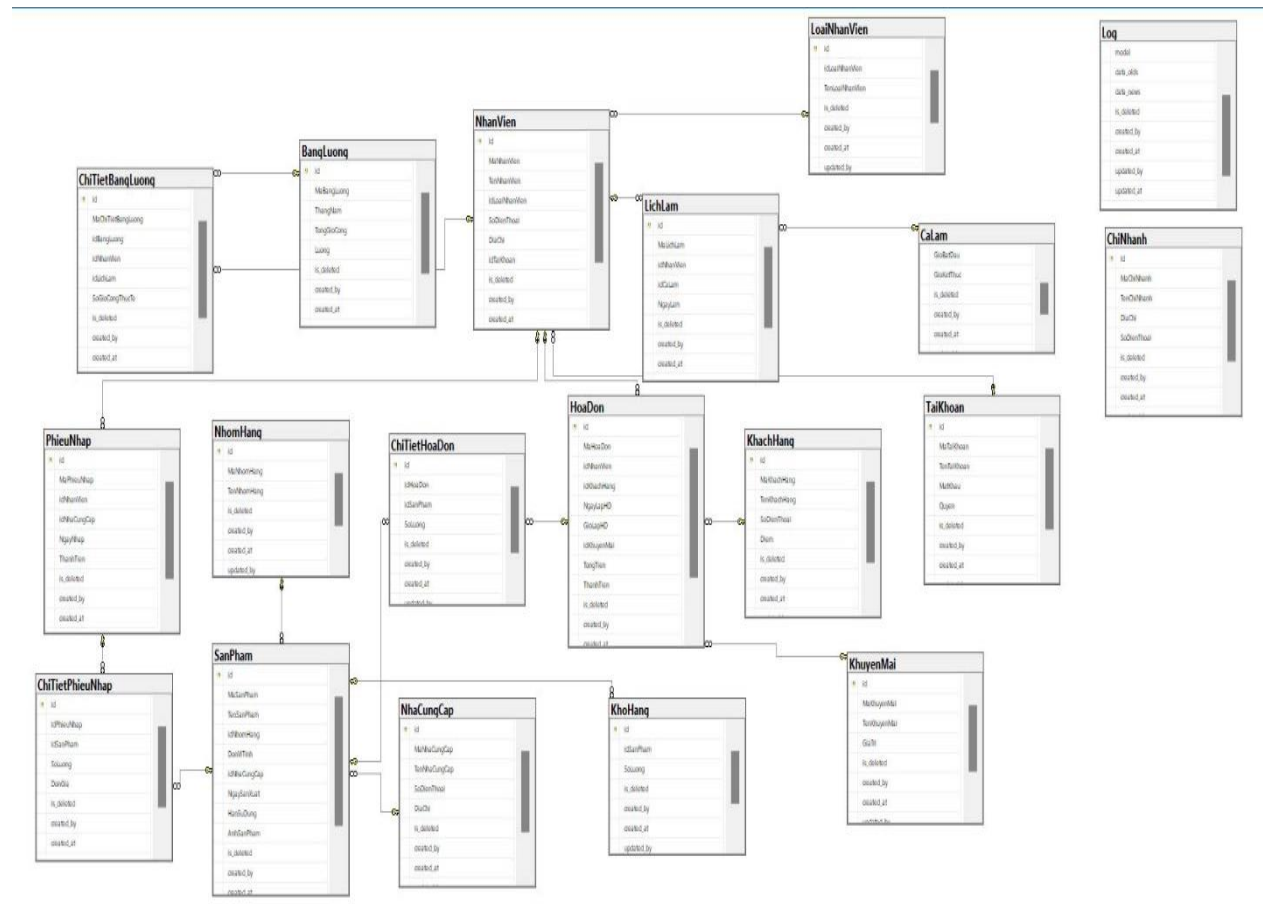 LoaiNhanVien
id
idLoaiNhanVien
TenLoaiNhanVien
is_deleted
created_by
created_at
updated_by
Log
model
data_olds
data_news
is_deleted
created_by
created_at
updated_by
updated_at
NhanVien
id
MaNhanVien
TenNhanVien
idLoaiNhanVien
SoDienThoai
DiaChi
idTaiKhoan
is_deleted
created_by
created_at
BangLuong
id
MaBangLuong
ThangNam
TongGioCong
Luong
is_deleted
created_by
created_at
ChiTietBangLuong
id
MaChiTietBangLuong
idBangLuong
idNhanVien
idLichLam
SoGioCongThucTe
is_deleted
created_by
created_at
LichLam
id
MaLichLam
idNhanVien
idCaLam
NgayLam
is_deleted
created_by
created_at
CaLam
GioBatDau
GioKetThuc
is_deleted
created_by
created_at
ChiNhanh
id
MaChiNhanh
TenChiNhanh
DiaChi
SoDienThoai
is_deleted
created_by
created_at
PhieuNhap
id
MaPhieuNhap
idNhanVien
idNhaCungCap
NgayNhap
ThanhTien
is_deleted
created_by
created_at
NhomHang
id
MaNhomHang
TenNhomHang
is_deleted
created_by
created_at
updated_by
ChiTietHoaDon
id
idHoaDon
idSanPham
SoLuong
is_deleted
created_by
created_at
updated_by
HoaDon
id
MaHoaDon
idNhanVien
idKhachHang
NgayLapHD
GioLapHD
idKhuyenMai
TongTien
ThanhTien
is_deleted
created_by
created_at
KhachHang
id
MaKhachHang
TenKhachHang
SoDienThoai
Diem
is_deleted
created_by
created_at
TaiKhoan
id
MaTaiKhoan
TenTaiKhoan
MatKhau
Quyen
is_deleted
created_by
created_at
ChiTietPhieuNhap
id
idPhieuNhap
idSanPham
SoLuong
DonGia
is_deleted
created_by
created_at
SanPham
id
MaSanPham
TenSanPham
idNhomHang
DonViTinh
idNhaCungCap
NgaySanXuat
HanSuDung
AnhSanPham
is_deleted
created_by
created_at
NhaCungCap
id
MaNhaCungCap
TenNhaCungCap
SoDienThoai
DiaChi
is_deleted
created_by
created_at
KhoHang
id
idSanPham
SoLuong
is_deleted
created_by
created_at
updated_by
KhuyenMai
id
MaKhuyenMai
TenKhuyenMai
GiaTri
is_deleted
created_by
created_at
updated_by